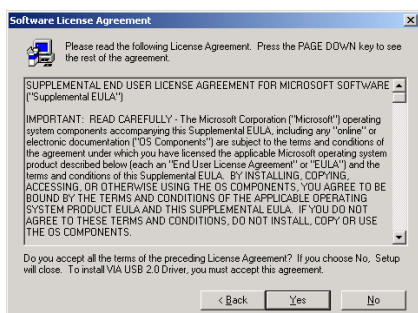 Software License Agreement
Please read the following License Agreement. Press the PAGE DOWN key to see
the rest of the agreement.
SUPPLEMENTAL END USER LICENSE AGREEMENT FOR MICROSOFT SOFTWARE
("Supplemental EULA")
IMPORTANT: READ CAREFULLY - The Microsoft Corporation ("Microsoft") operating
system components accompanying this Supplemental EULA, including any "online" or
electronic documentation ("OS Components") are subject to the terms and conditions of
the agreement under which you have licensed the applicable Microsoft operating system
product described below (each an "End User License Agreement" or "EULA") and the
terms and conditions of this Supplemental EULA. BY INSTALLING, COPYING,
ACCESSING, OR OTHERWISE USING THE OS COMPONENTS, YOU AGREE TO BE
BOUND BY THE TERMS AND CONDITIONS OF THE APPLICABLE OPERATING
SYSTEM PRODUCT EULA AND THIS SUPPLEMENTAL EULA. IF YOU DO NOT
AGREE TO THESE TERMS AND CONDITIONS, DO NOT INSTALL, COPY OR USE
THE OS COMPONENTS.
Do you accept all the terms of the preceding License Agreement? If you choose No, Setup
will close. To install VIA USB 2.0 Driver, you must accept this agreement.
< Back Yes No